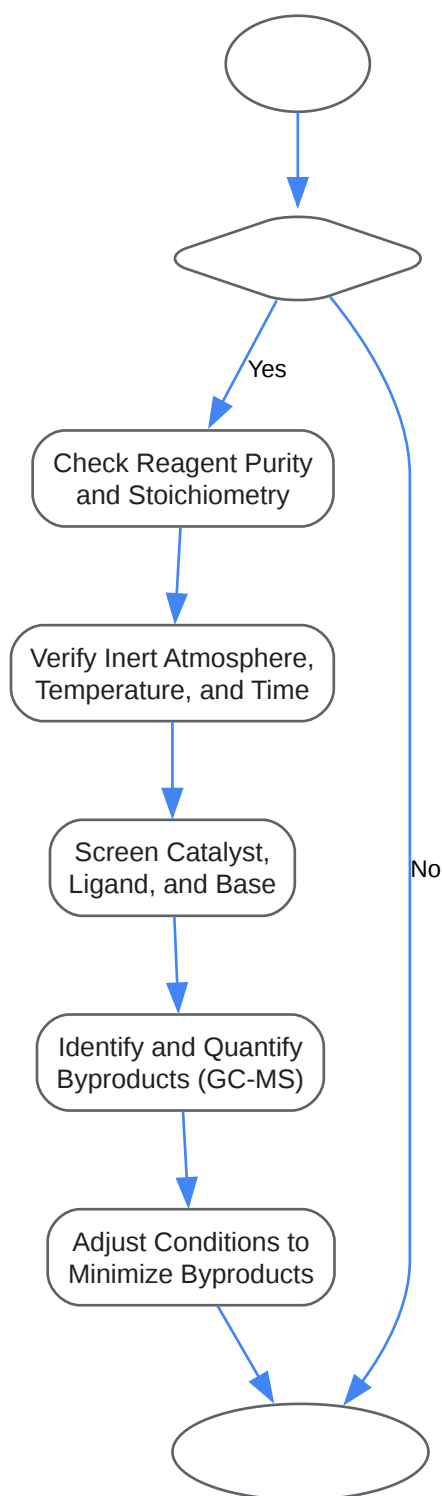 Yes
Check Reagent Purity
and Stoichiometry
Verify Inert Atmosphere,
Temperature, and Time
Screen Catalyst,
Ligand, and Base
No
Identify and Quantify
Byproducts (GC-MS)
Adjust Conditions to
Minimize Byproducts